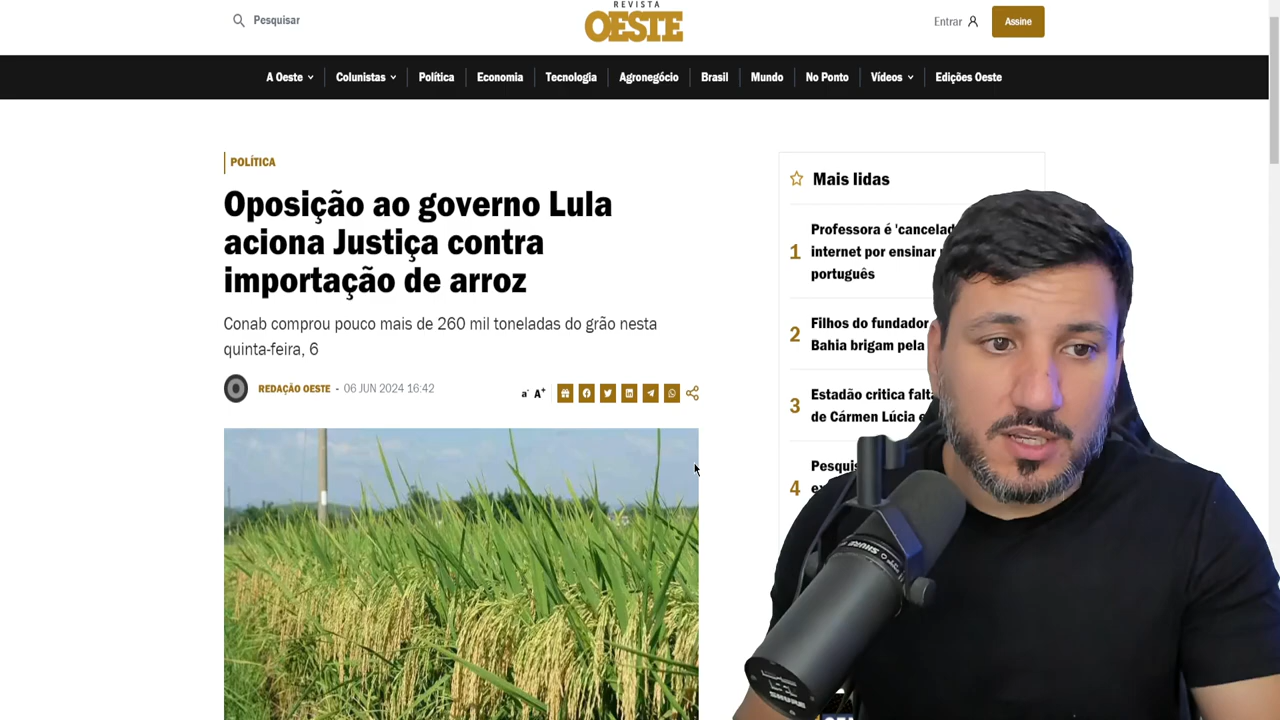 Pesquisar
REVISTA
OESTE
Entrar
Assine
A Oeste
Colunistas
Política
Economia
Tecnologia
Agronegócio
Brasil
Mundo
No Ponto
Vídeos
Edições Oeste
POLÍTICA
Oposição ao governo Lula
aciona Justiça contra
importação de arroz
Conab comprou pouco mais de 260 mil toneladas do grão nesta
quinta-feira, 6
REDAÇÃO OESTE - 06 JUN 2024 16:42
a- A+
Mais lidas
1
Professora é 'cancelad
internet por ensinar
português
2
Filhos do fundador
Bahia brigam pela
3
Estadão critica falta
de Cármen Lúcia
4
Pesquis
SHURE